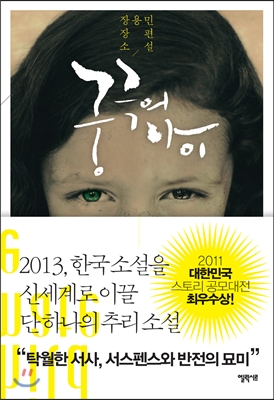 장용민
장 편
소 설
궁극의
아이
2013, 한국 소설을
신세계로 이끌
단 하나의 추리 소설
2011
대한민국
스토리 공모대전
최우수상!
“탁월한 서사, 서스펜스와 반전의 묘미”
엘릭시르